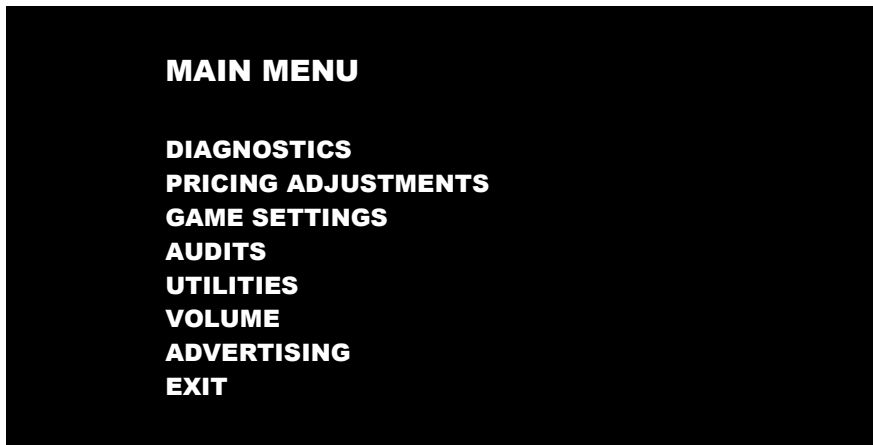 MAIN MENU
DIAGNOSTICS
PRICING ADJUSTMENTS
GAME SETTINGS
AUDITS
UTILITIES
VOLUME
ADVERTISING
EXIT